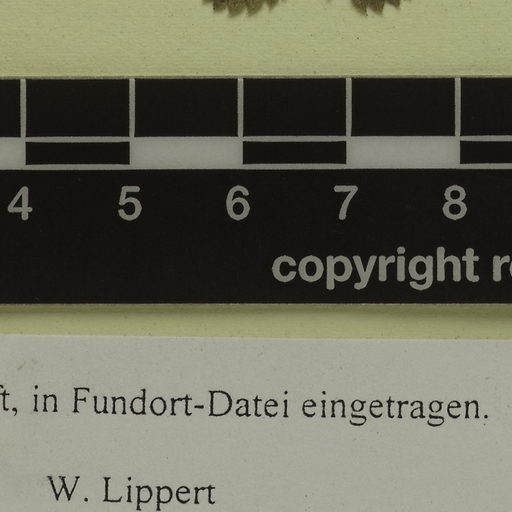 4 5 6 7 8
copyright
ft, in Fundort-Datei eingetragen.
W. Lippert